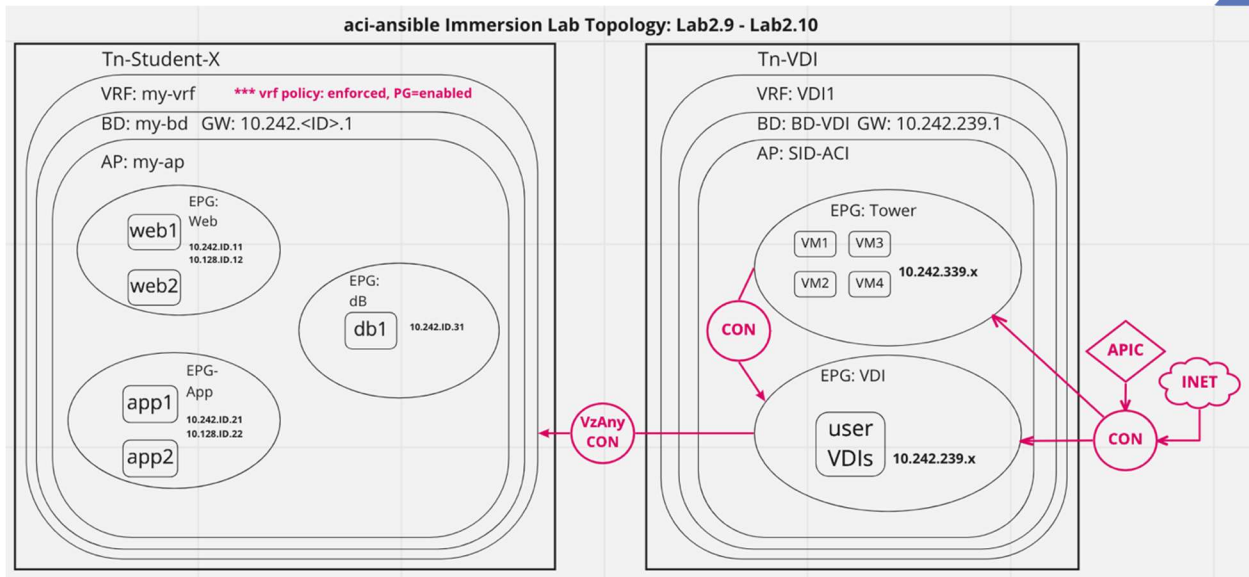 aci-ansible Immersion Lab Topology: Lab2.9 - Lab2.10
Tn-Student-X
VRF: my-vrf *** vrf policy: enforced, PG=enabled
BD: my-bd GW: 10.242.<ID>.1
AP: my-ap
EPG:
Web
web1
10.242.ID.11
10.128.ID.12
web2
EPG:
dB
db1
10.242.ID.31
EPG-
App
app1
10.242.ID.21
10.128.ID.22
app2
VzAny
CON
Tn-VDI
VRF: VDI1
BD: BD-VDI GW: 10.242.239.1
AP: SID-ACI
EPG: Tower
VM1
VM3
VM2
VM4
10.242.339.x
CON
EPG: VDI
user
VDIs
10.242.239.x
APIC
INET
CON